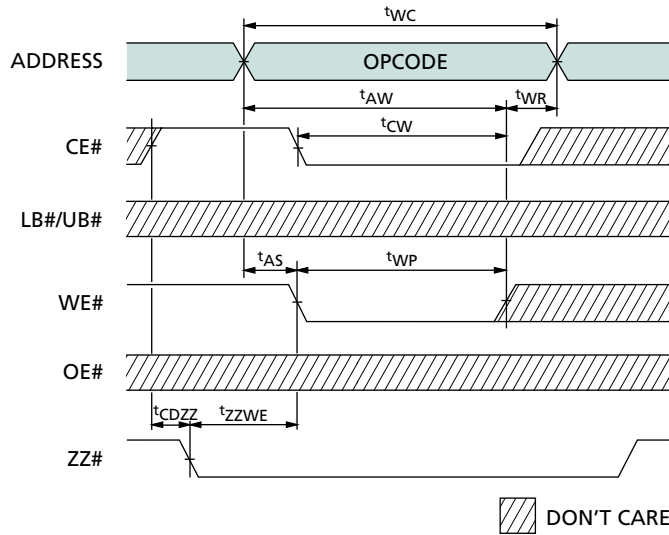 tWC
ADDRESS
OPCODE
tAW
tWR
tCW
CE#
LB#/UB#
tAS
tWP
WE#
OE#
tCDZZ
tZZWE
ZZ#
DON'T CARE